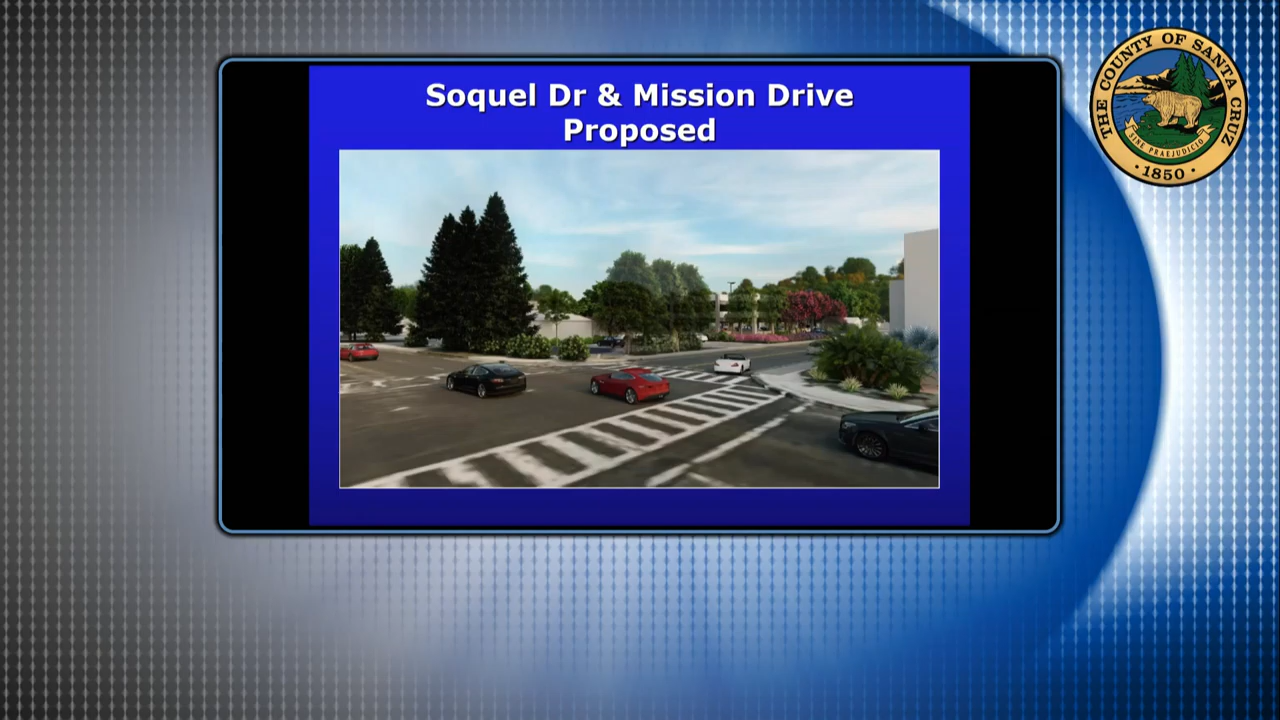 Soquel Dr & Mission Drive
Proposed
THE COUNTY OF SANTA CRUZ
SINE PRAEJUDICIO
• 1850 •